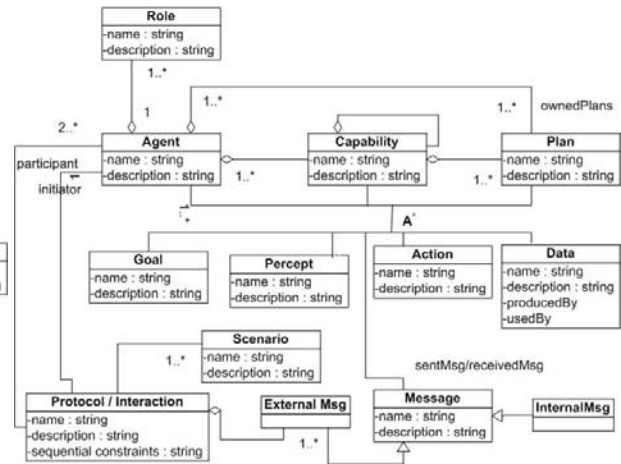 Role
-name : string
-description : string
1..*
1
1..*
1..*
ownedPlans
2..*
Agent
-name : string
-description : string
Capability
-name : string
-description : string
Plan
-name : string
-description : string
participant
initiator
1
1..*
1..*
1..*
A'
Goal
-name : string
-description : string
Percept
-name : string
-description : string
Action
-name : string
-description : string
Data
-name : string
-description : string
-producedBy
-usedBy
Scenario
-name : string
-description : string
1..*
sentMsg/receivedMsg
Protocol / Interaction
-name : string
-description : string
-sequential constraints : string
External Msg
1..*
Message
-name : string
-description : string
InternalMsg